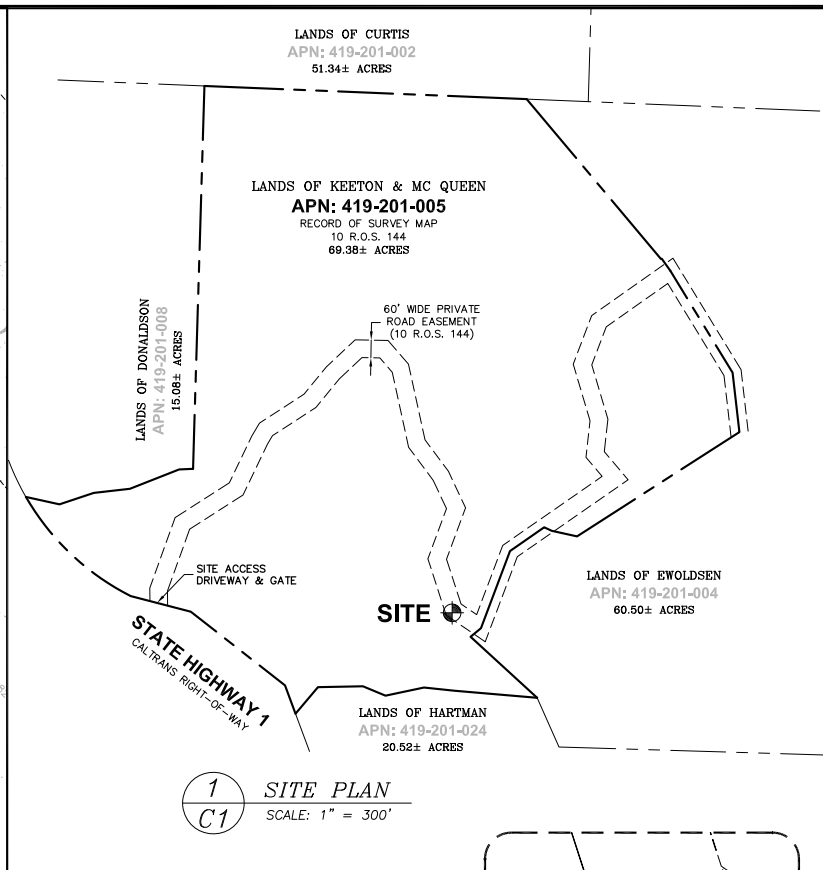 LANDS OF CURTIS
APN: 419-201-002
51.34± ACRES
LANDS OF KEETON & MC QUEEN
APN: 419-201-005
RECORD OF SURVEY MAP
10 R.O.S. 144
69.38± ACRES
LANDS OF DONALDSON
APN: 419-201-008
15.08± ACRES
60' WIDE PRIVATE
ROAD EASEMENT
(10 R.O.S. 144)
SITE ACCESS
DRIVEWAY & GATE
SITE
LANDS OF EWOLDSEN
APN: 419-201-004
60.50± ACRES
STATE HIGHWAY 1
CALTRANS RIGHT-OF-WAY
LANDS OF HARTMAN
APN: 419-201-024
20.52± ACRES
1
C1
SITE PLAN
SCALE: 1" = 300'